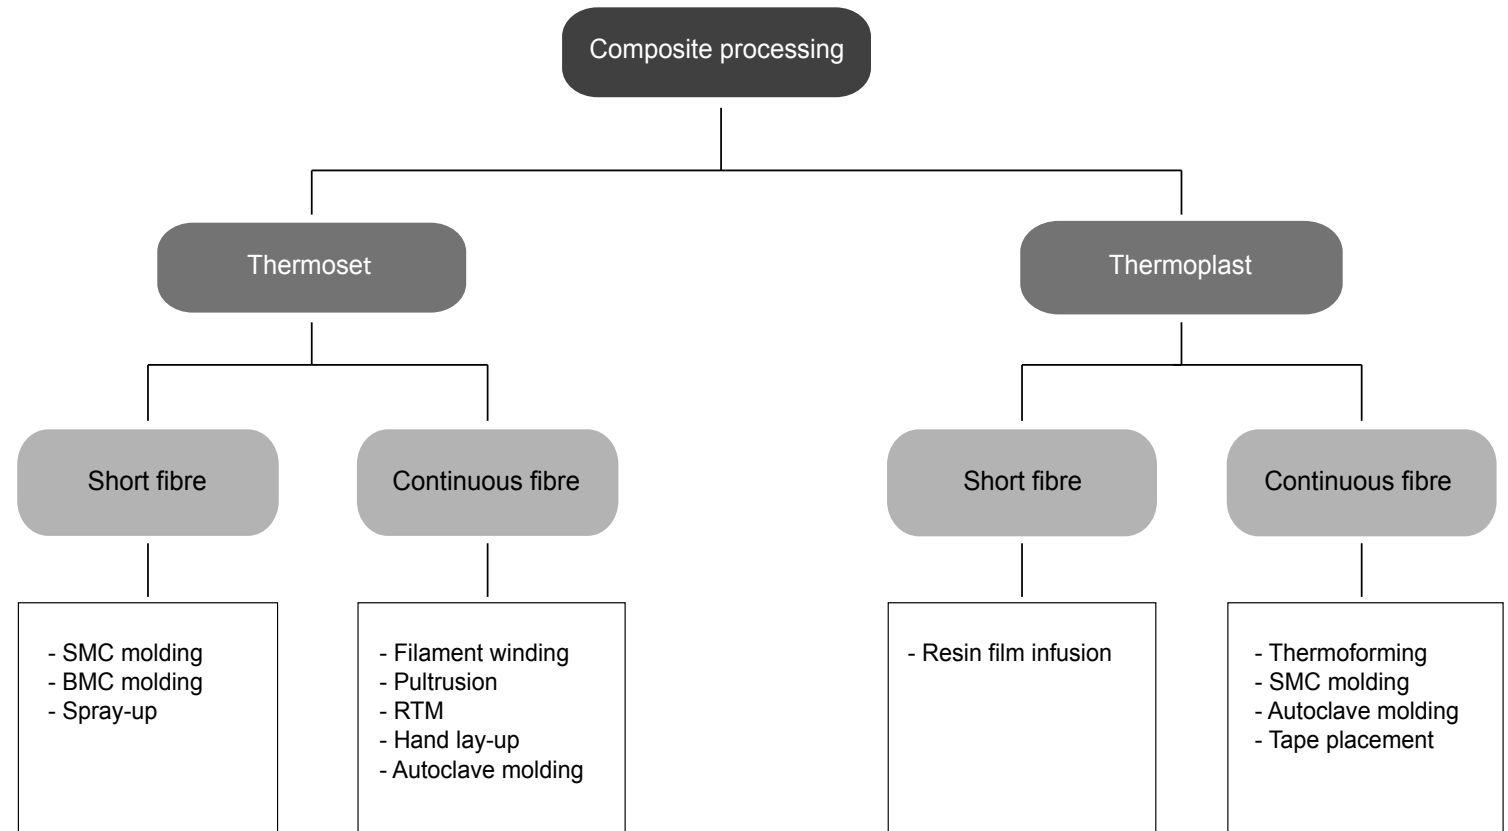 Composite processing
Thermoset
Thermoplast
Short fibre
Continuous fibre
Short fibre
Continuous fibre
- SMC molding
- BMC molding
- Spray-up
- Filament winding
- Pultrusion
- RTM
- Hand lay-up
- Autoclave molding
- Resin film infusion
- Thermoforming
- SMC molding
- Autoclave molding
- Tape placement